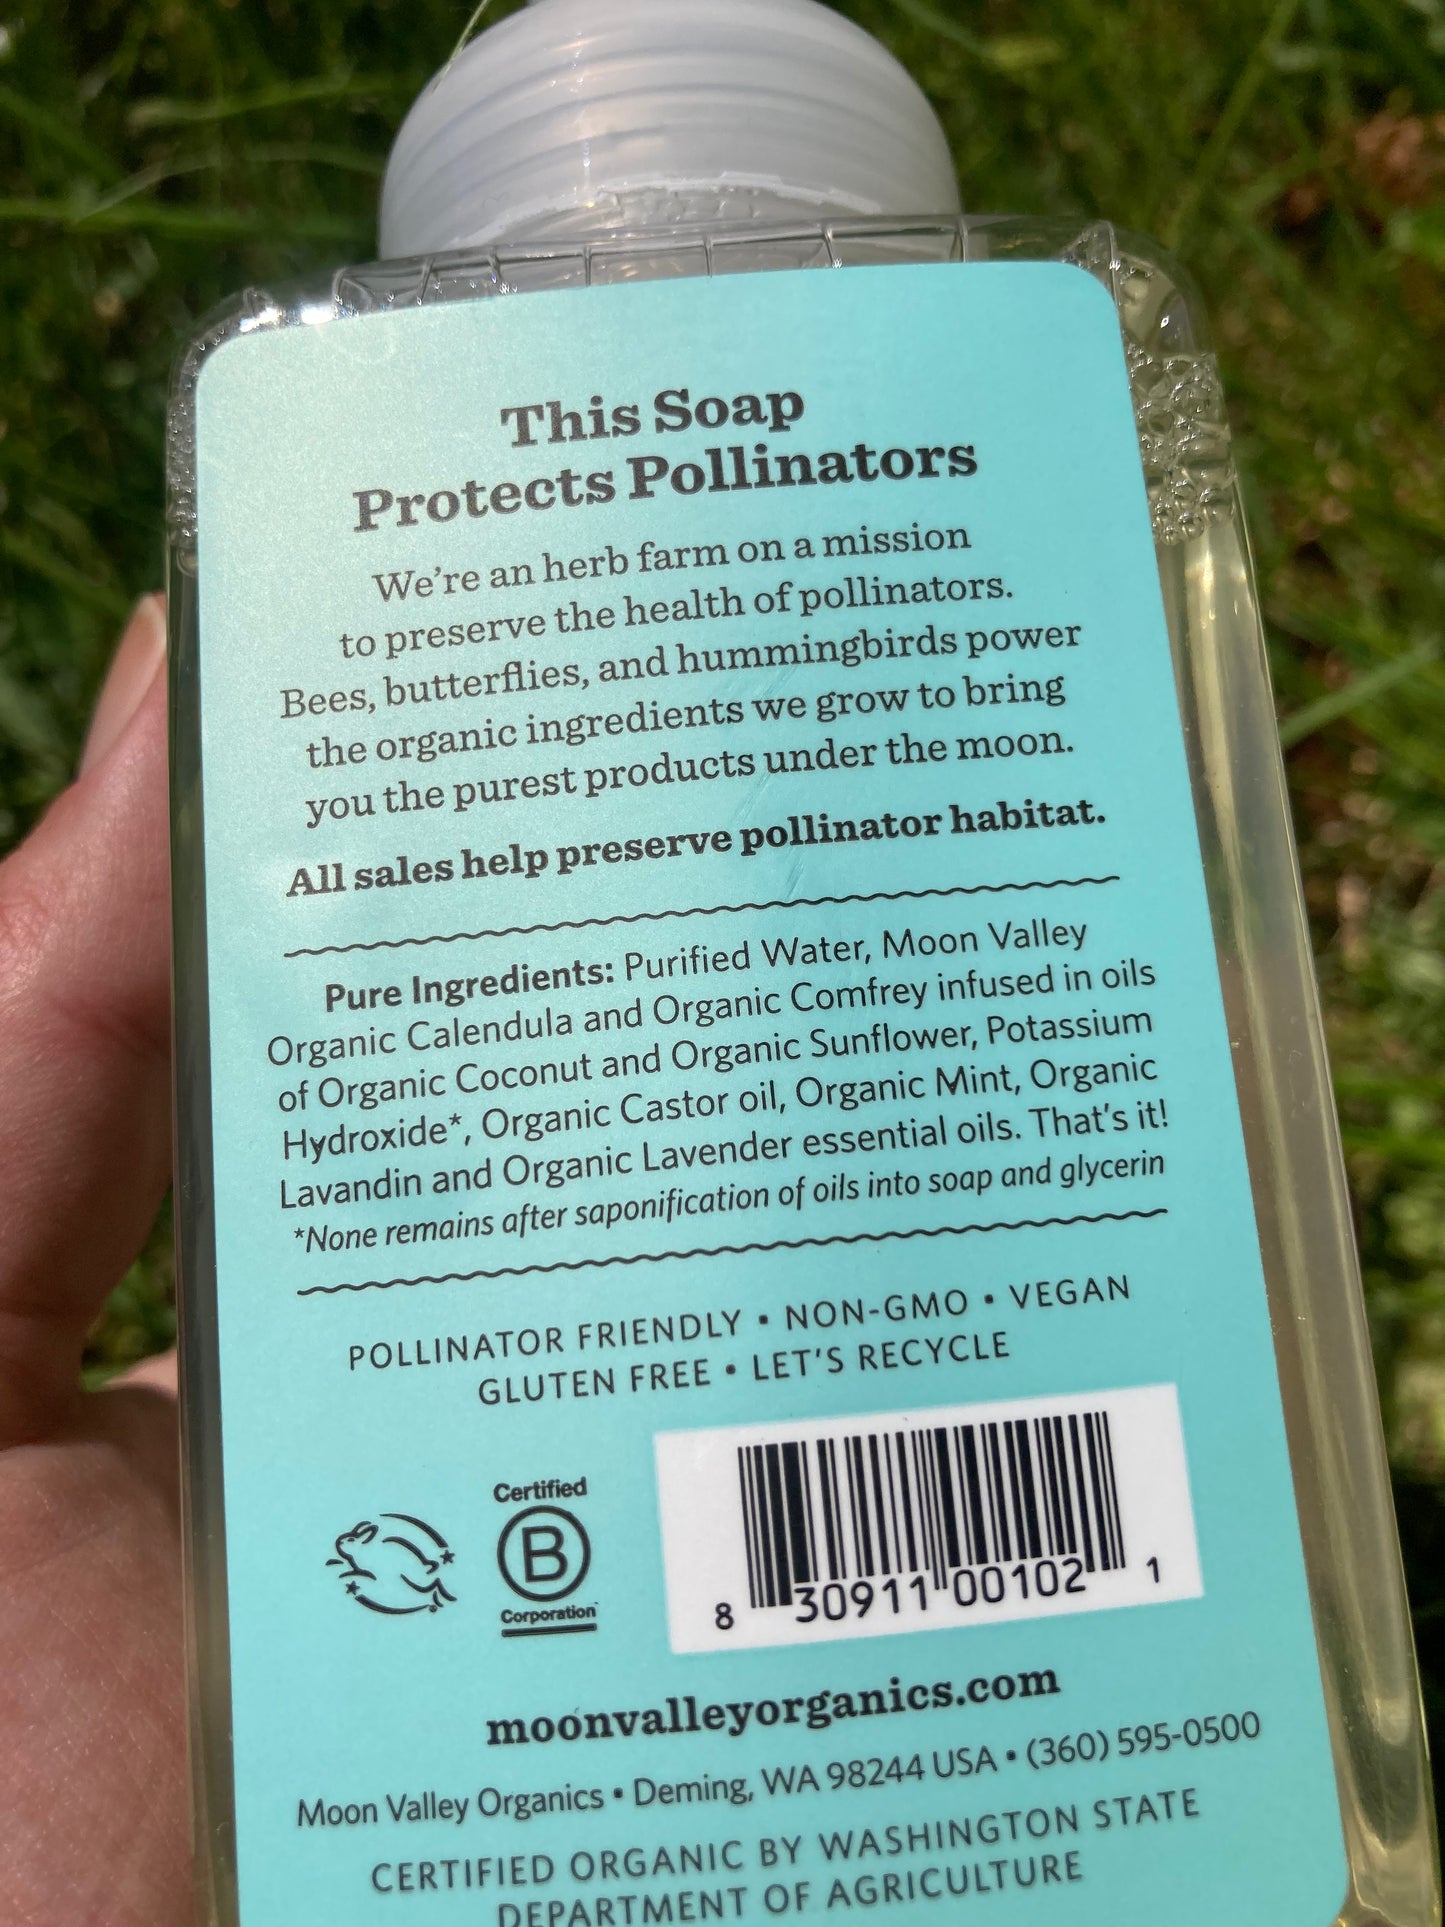 This Soap
Protects Pollinators
We're an herb farm on a mission
to preserve the health of pollinators.
Bees, butterflies, and hummingbirds power
the organic ingredients we grow to bring
you the purest products under the moon.
All sales help preserve pollinator habitat.
Pure Ingredients: Purified Water, Moon Valley
Organic Calendula and Organic Comfrey infused in oils
of Organic Coconut and Organic Sunflower, Potassium
Hydroxide*, Organic Castor oil, Organic Mint, Organic
Lavandin and Organic Lavender essential oils. That's it!
*None remains after saponification of oils into soap and glycerin
POLLINATOR FRIENDLY • NON-GMO • VEGAN
GLUTEN FREE • LET'S RECYCLE
Certified
B
Corporation
8 30911 00102 1
moonvalleyorganics.com
Moon Valley Organics • Deming, WA 98244 USA • (360) 595-0500
CERTIFIED ORGANIC BY WASHINGTON STATE
DEPARTMENT OF AGRICULTURE